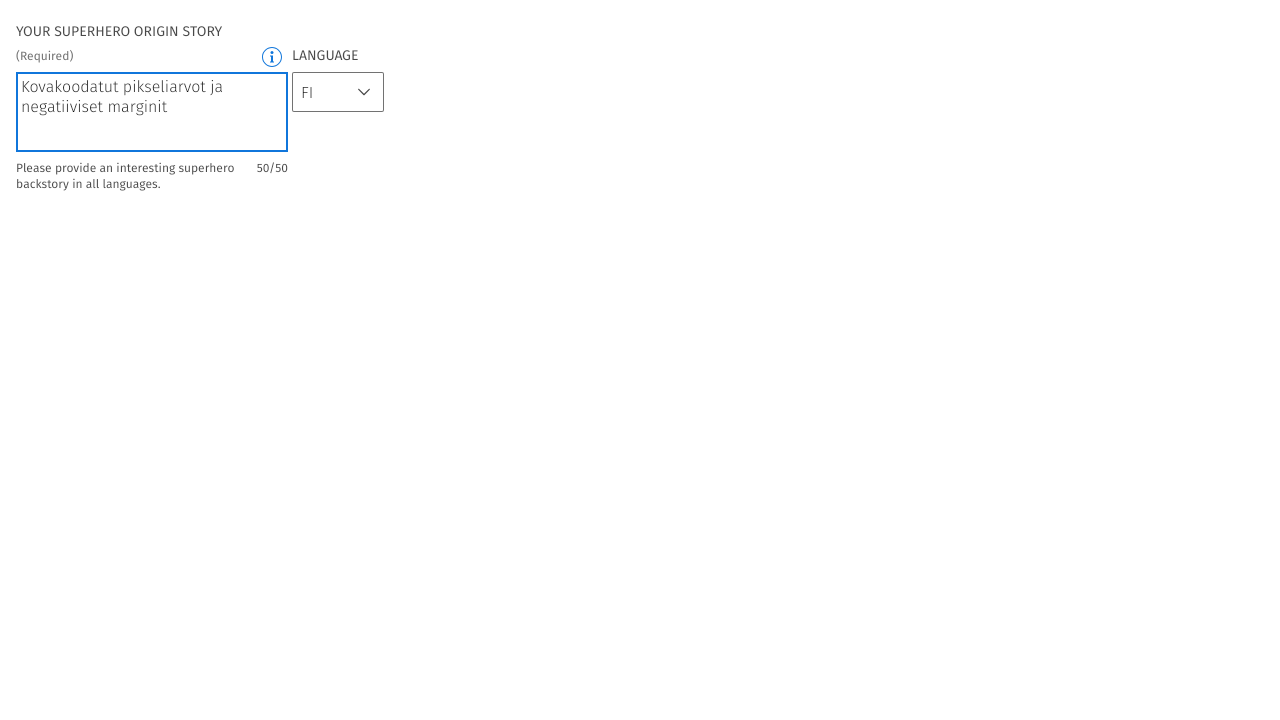 YOUR SUPERHERO ORIGIN STORY
(Required)
LANGUAGE
Kovakoodatut pikseliarvot ja
negatiiviset marginit
FI
Please provide an interesting superhero
backstory in all languages.
50/50